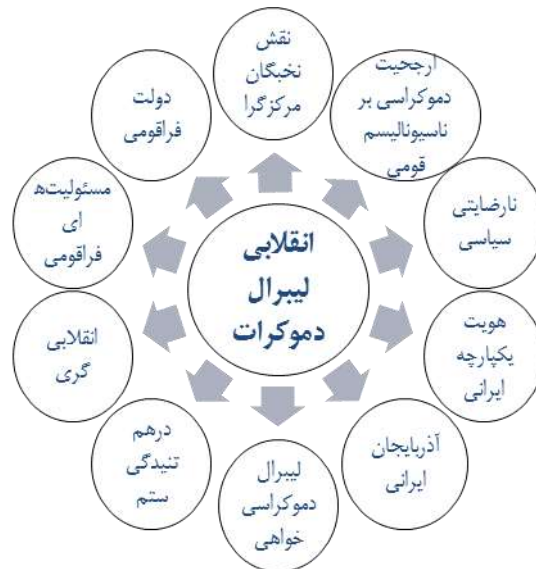 نقش
نخبگان
مرکزگرا
ارجحیت
دموکراسی بر
ناسیونالیسم
قومی
نارضایتی
سیاسی
هویت
یکپارچه
ایرانی
آذربایجان
ایرانی
لیبرال
دموکراسی
خواهی
درهم
تنیدگی
ستم
انقلابی
گری
مسئولیته
ای
فراقومی
دولت
فراقومی
انقلابی
لیبرال
دموکرات